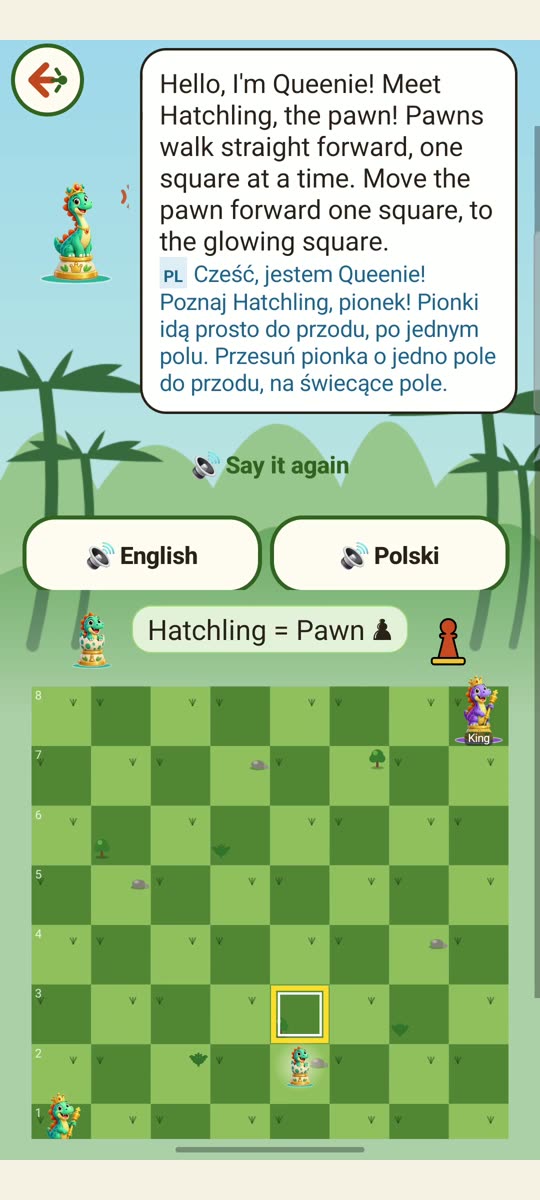 Hello, I'm Queenie! Meet
Hatchling, the pawn! Pawns
walk straight forward, one
square at a time. Move the
pawn forward one square, to
the glowing square.
PL Cześć, jestem Queenie!
Poznaj Hatchling, pionek! Pionki
idą prosto do przodu, po jednym
polu. Przesuń pionka o jedno pole
do przodu, na świecące pole.
Say it again
English
Polski
Hatchling = Pawn ♟
8
King
7
6
5
4
3
2
1